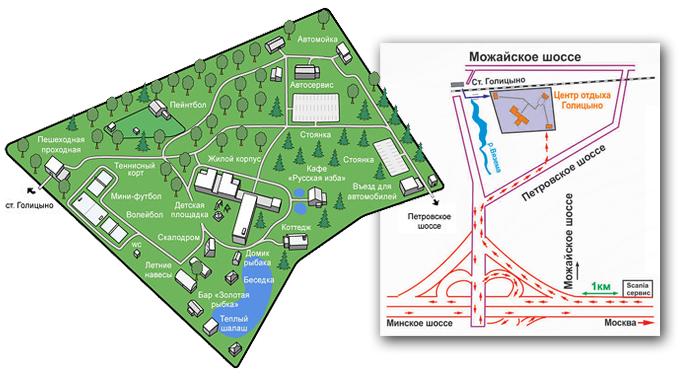 Автомойка
Автосервис
Пейнтбол
Стоянка
Пешеходная
проходная
Теннисный
корт
Жилой корпус
Стоянка
Кафе
«Русская изба»
Въезд для
автомобилей
ст. Голицыно
Мини-футбол
Волейбол
Детская
площадка
Петровское
шоссе
Скалодром
Коттедж
wc
Летние
навесы
Домик
рыбака
Беседка
Бар «Золотая
рыбка»
Теплый
шалаш
Можайское шоссе
Ст. Голицыно
Центр отдыха
Голицыно
р.Вязема
Петровское шоссе
Можайское шоссе
1км
Scania
сервис
Минское шоссе
Москва